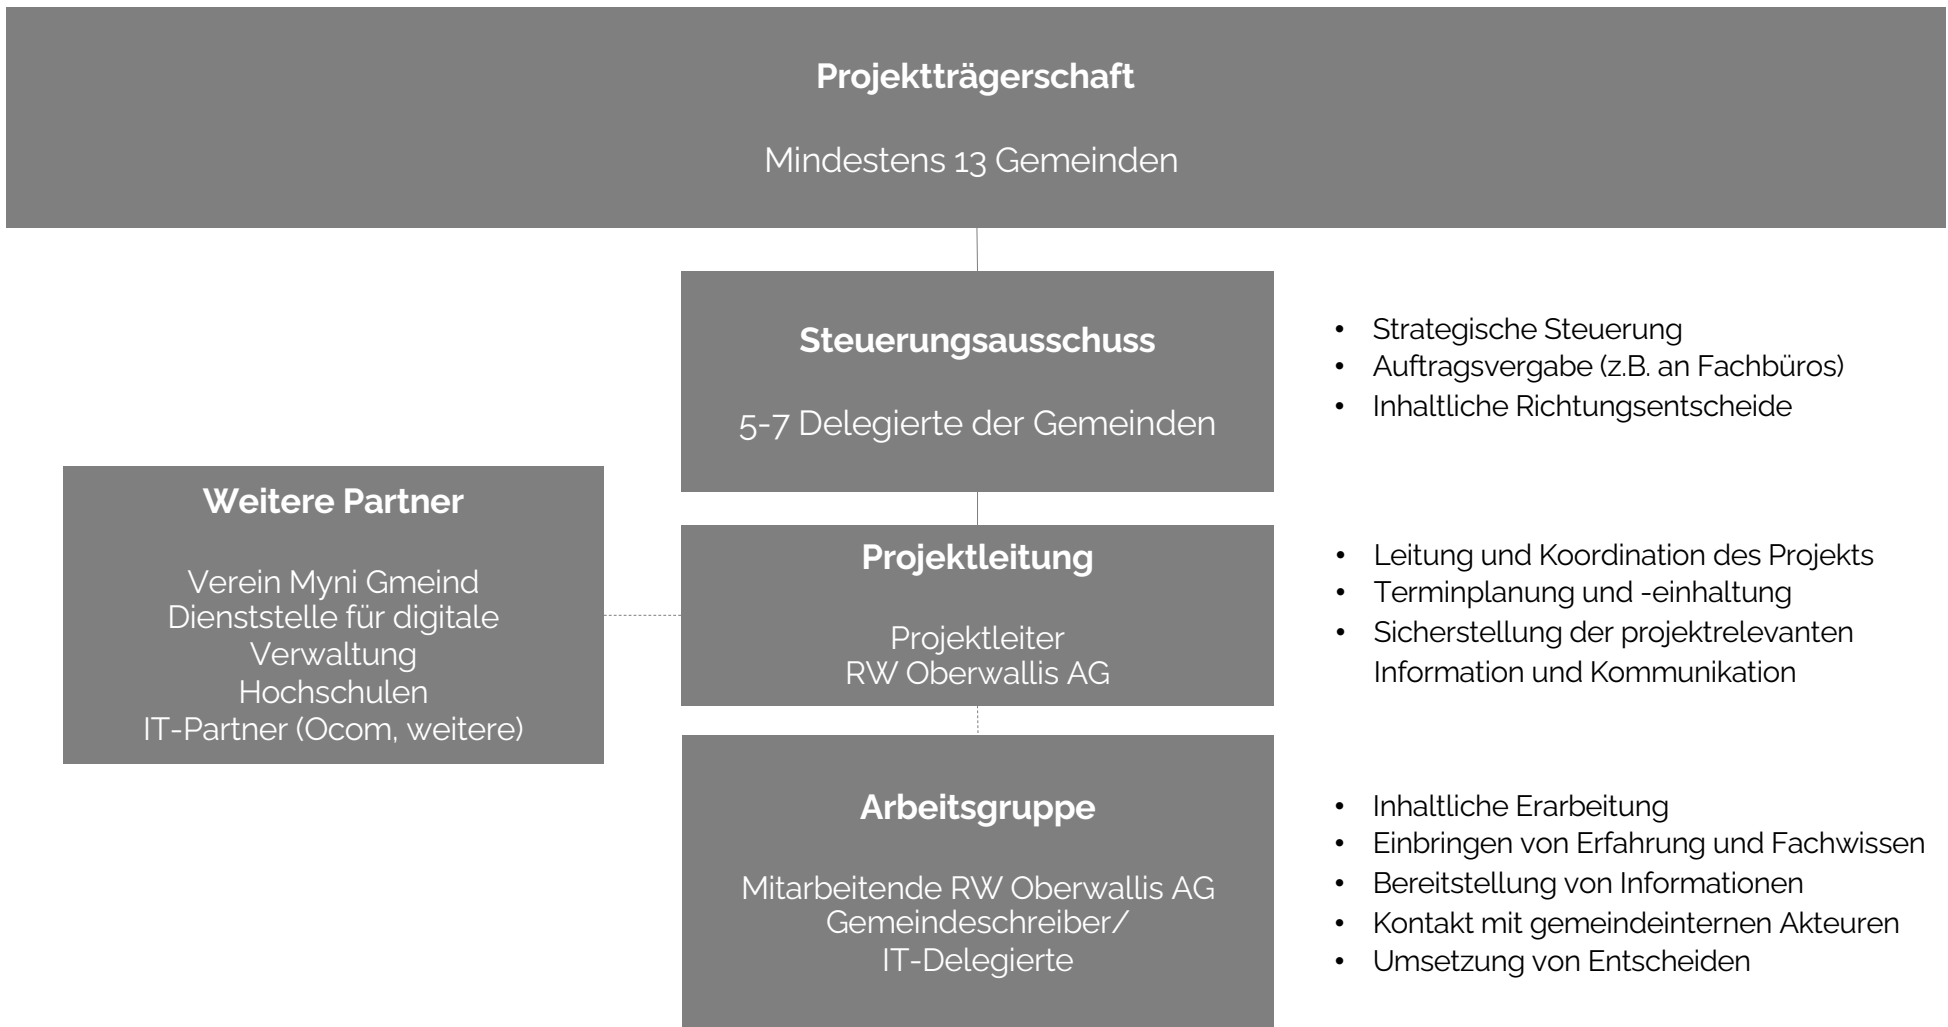 Projektträgerschaft
Mindestens 13 Gemeinden
Steuerungsausschuss
5-7 Delegierte der Gemeinden
• Strategische Steuerung
• Auftragsvergabe (z.B. an Fachbüros)
• Inhaltliche Richtungsentscheide
Weitere Partner
Verein Myni Gmeind
Dienststelle für digitale
Verwaltung
Hochschulen
IT-Partner (Ocom, weitere)
Projektleitung
Projektleiter
RW Oberwallis AG
• Leitung und Koordination des Projekts
• Terminplanung und -einhaltung
• Sicherstellung der projektrelevanten
Information und Kommunikation
Arbeitsgruppe
Mitarbeitende RW Oberwallis AG
Gemeindeschreiber/
IT-Delegierte
• Inhaltliche Erarbeitung
• Einbringen von Erfahrung und Fachwissen
• Bereitstellung von Informationen
• Kontakt mit gemeindeinternen Akteuren
• Umsetzung von Entscheiden